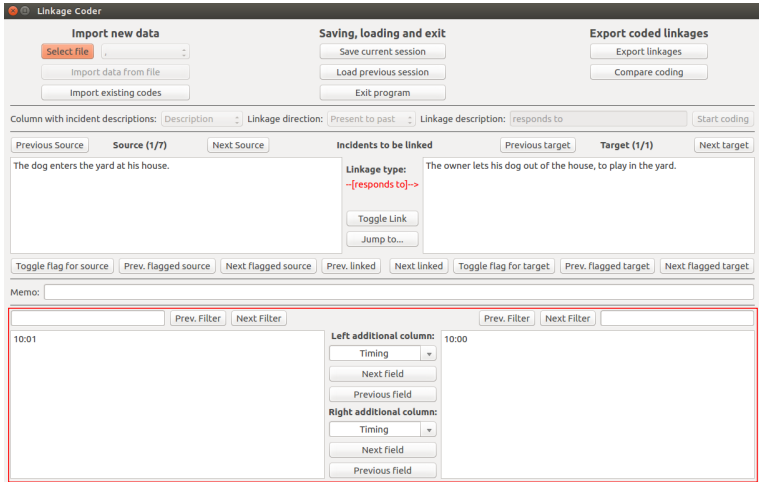 Linkage Coder
Import new data
Saving, loading and exit
Export coded linkages
Select file ,
Save current session
Export linkages
Import data from file
Load previous session
Compare coding
Import existing codes
Exit program
Column with incident descriptions: Description Linkage direction: Present to past Linkage description: responds to Start coding
Previous Source Source (1/7) Next Source Incidents to be linked Previous target Target (1/1) Next target
The dog enters the yard at his house.
Linkage type:
--[responds to]-->
Toggle Link
Jump to...
The owner lets his dog out of the house, to play in the yard.
Toggle flag for source Prev. flagged source Next flagged source Prev. linked Next linked Toggle flag for target Prev. flagged target Next flagged target
Memo:
Prev. Filter Next Filter Prev. Filter Next Filter
10:01
Left additional column:
Timing
Next field
Previous field
Right additional column:
Timing
Next field
Previous field
10:00